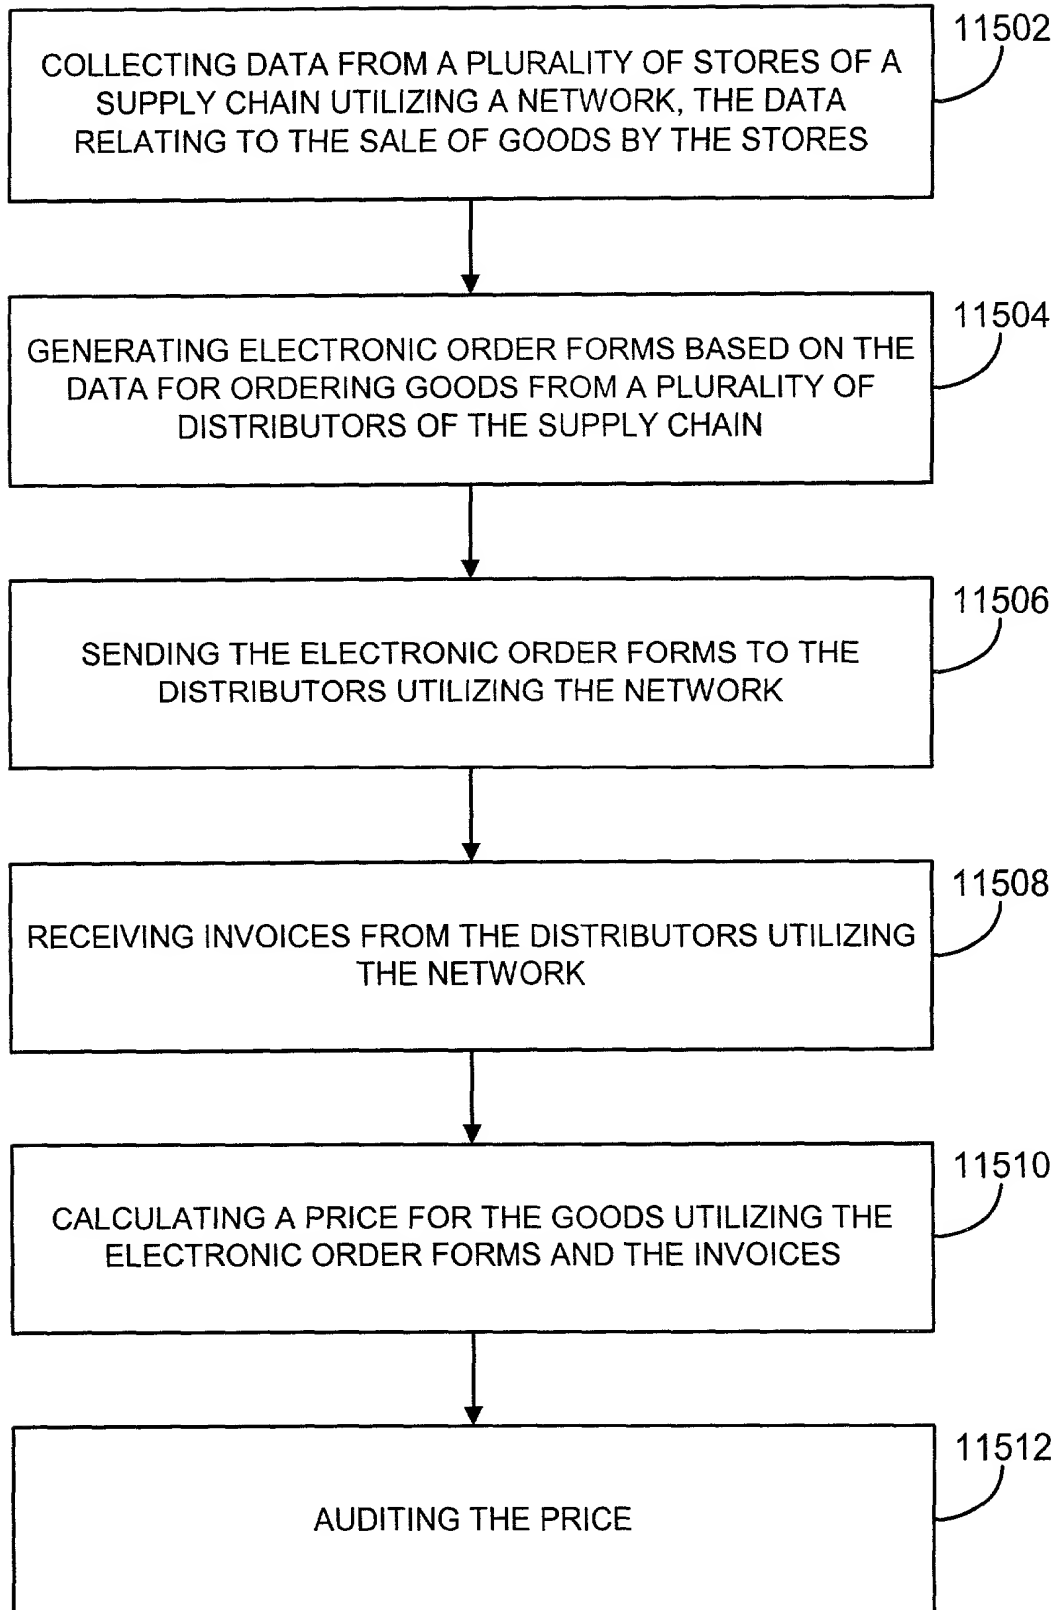 11502
COLLECTING DATA FROM A PLURALITY OF STORES OF A
SUPPLY CHAIN UTILIZING A NETWORK, THE DATA
RELATING TO THE SALE OF GOODS BY THE STORES
11504
GENERATING ELECTRONIC ORDER FORMS BASED ON THE
DATA FOR ORDERING GOODS FROM A PLURALITY OF
DISTRIBUTORS OF THE SUPPLY CHAIN
11506
SENDING THE ELECTRONIC ORDER FORMS TO THE
DISTRIBUTORS UTILIZING THE NETWORK
11508
RECEIVING INVOICES FROM THE DISTRIBUTORS UTILIZING
THE NETWORK
11510
CALCULATING A PRICE FOR THE GOODS UTILIZING THE
ELECTRONIC ORDER FORMS AND THE INVOICES
11512
AUDITING THE PRICE